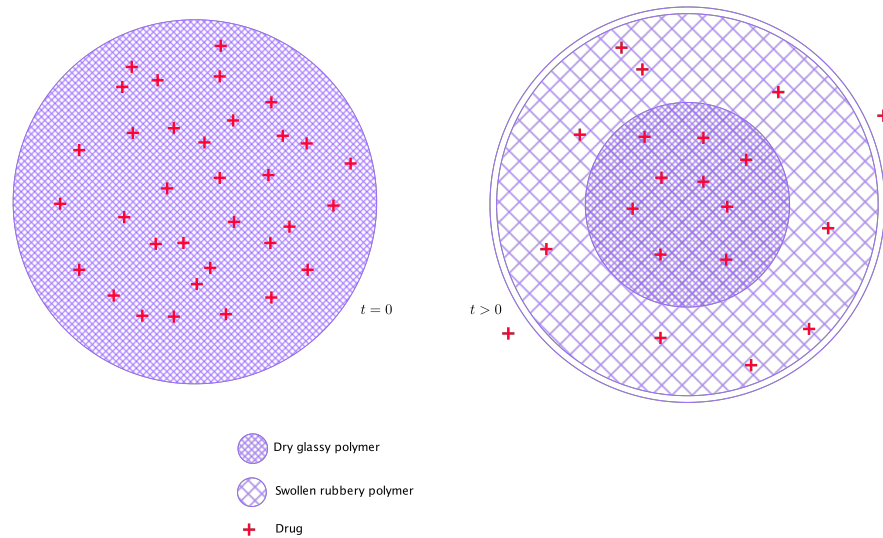 t = 0
t > 0
Dry glassy polymer
Swollen rubbery polymer
Drug